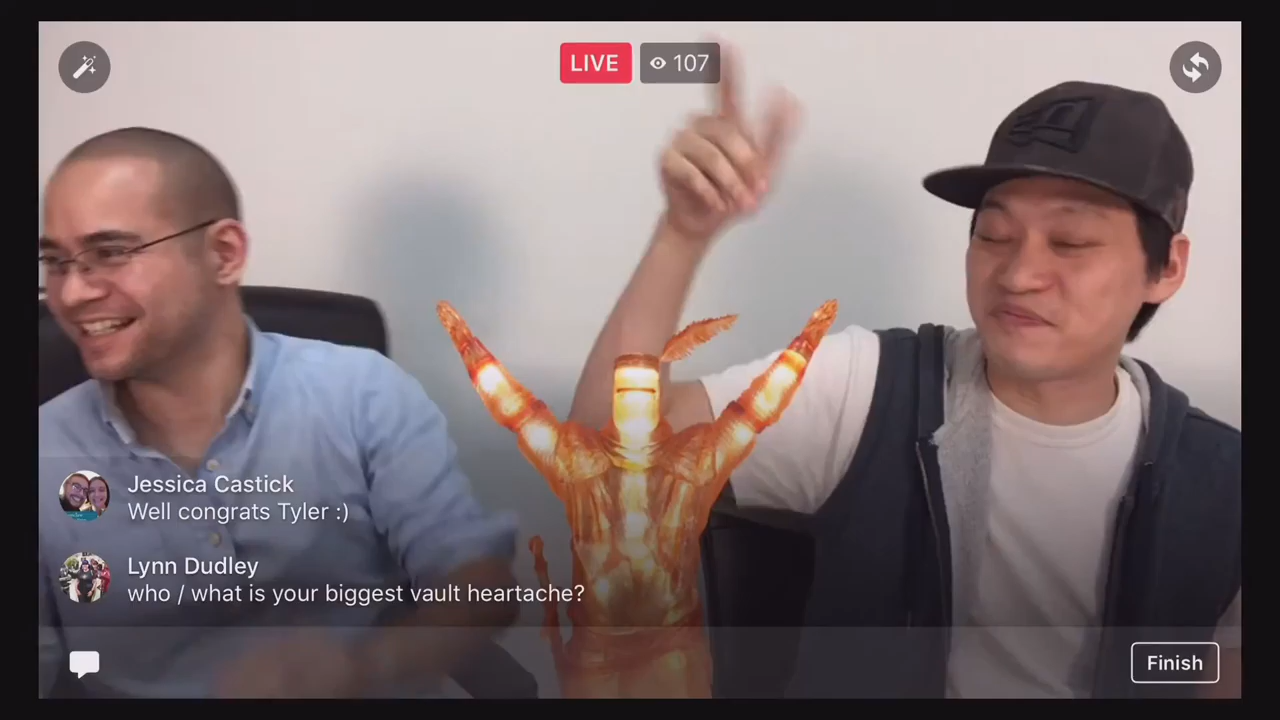 LIVE
107
Jessica Castick
Well congrats Tyler :)
Lynn Dudley
who / what is your biggest vault heartache?
Finish